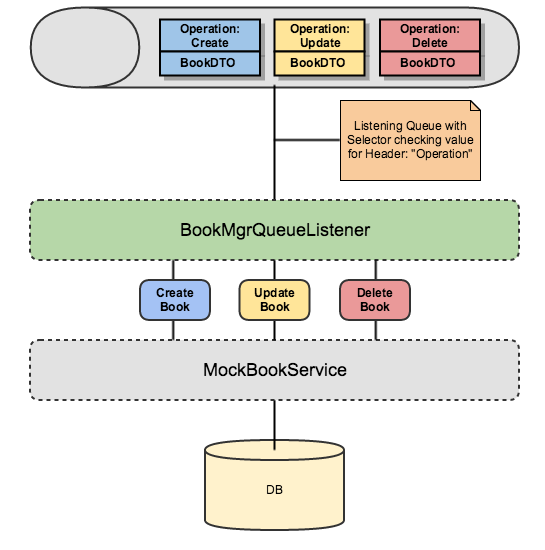 Operation:
Create
BookDTO
Operation:
Update
BookDTO
Operation:
Delete
BookDTO
Listening Queue with
Selector checking value
for Header: "Operation"
BookMgrQueueListener
Create
Book
Update
Book
Delete
Book
MockBookService
DB